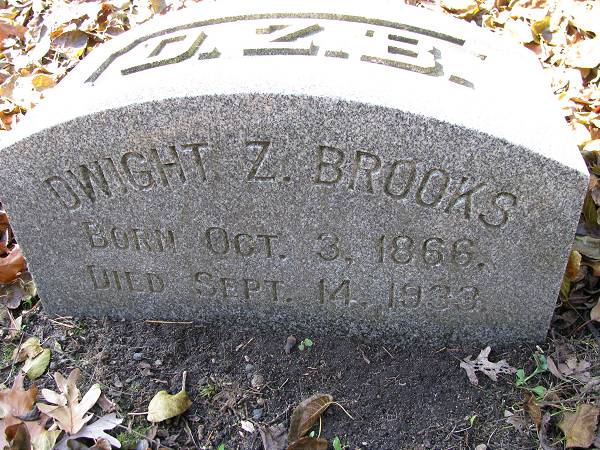 D.Z.B.
DWIGHT Z. BROOKS
BORN OCT. 3, 1866.
DIED SEPT. 14, 1933.